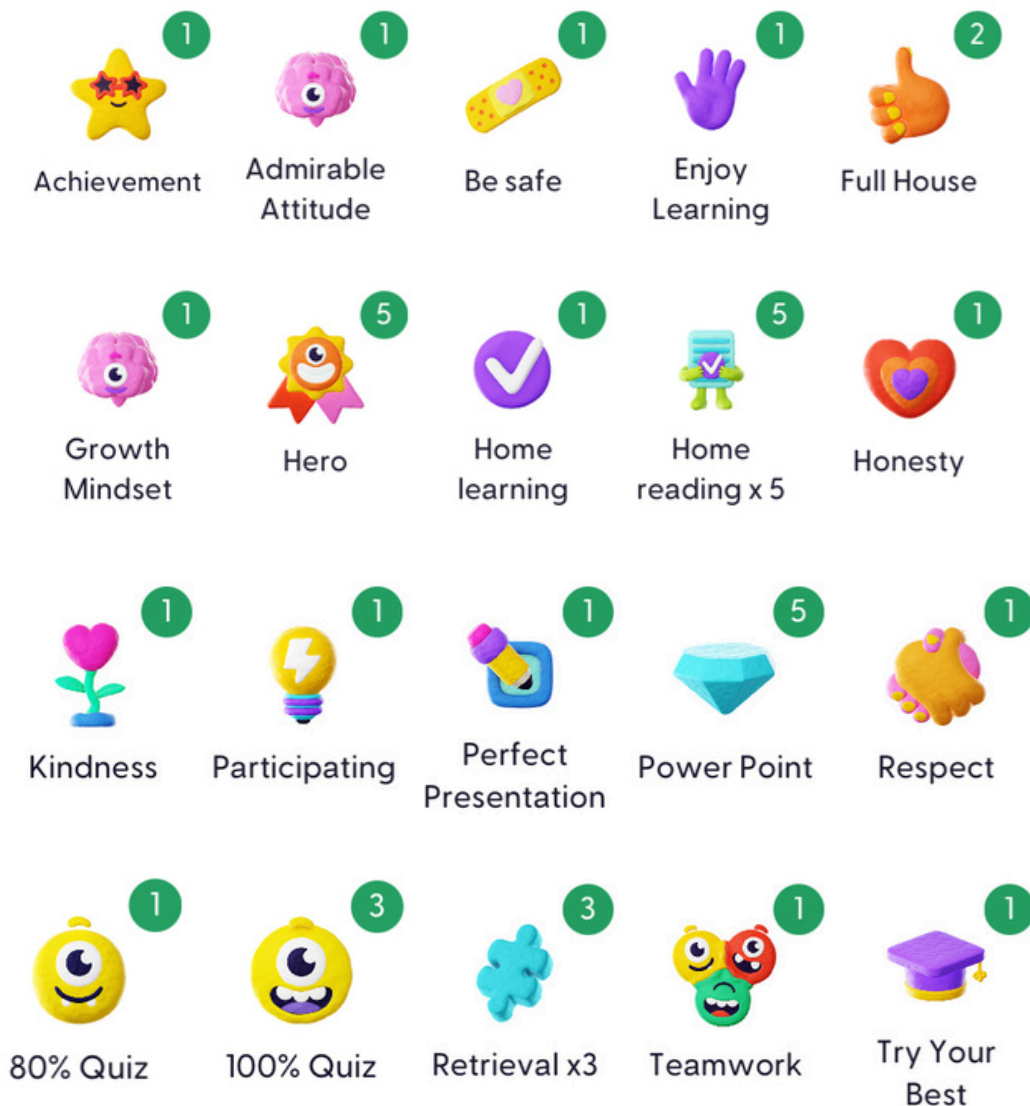 1 1 1 1 2
Achievement
Admirable
Attitude
Be safe
Enjoy
Learning
Full House
1 5 1 5 1
Growth
Mindset
Hero
Home
learning
Home
reading x 5
Honesty
1 1 1 5 1
Kindness
Participating
Perfect
Presentation
Power Point
Respect
1 3 3 1 1
80% Quiz
100% Quiz
Retrieval x3
Teamwork
Try Your
Best